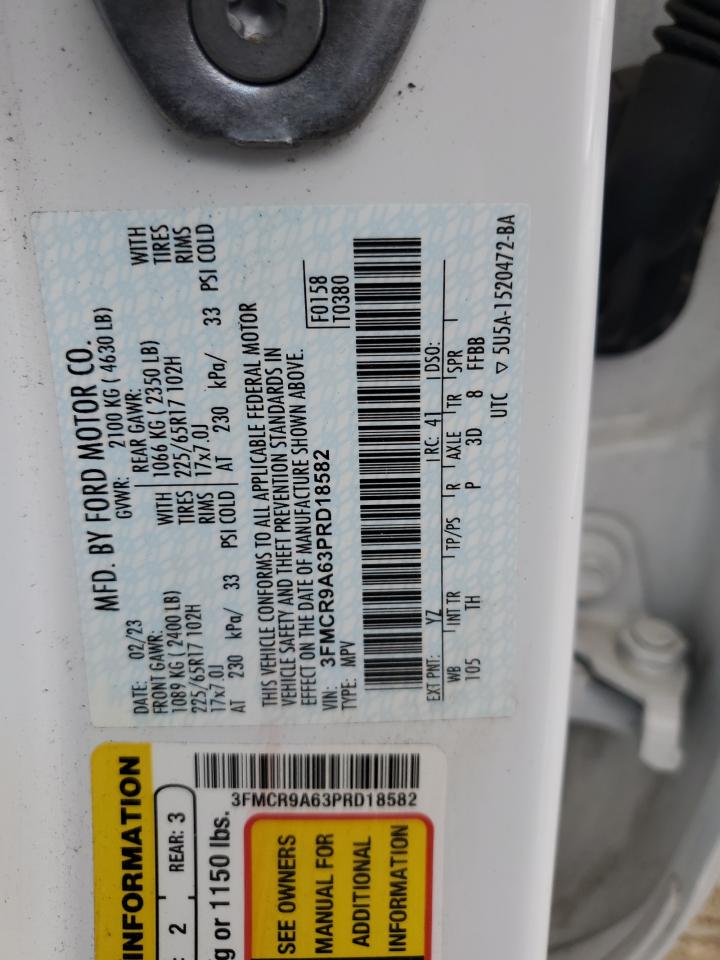 MFD. BY FORD MOTOR CO.
DATE: 02/23 GVWR: 2100 KG ( 4630 LB)
FRONT GAWR: REAR GAWR:
1089 KG ( 2400 LB) WITH 1066 KG ( 2350 LB) WITH
225/65R17 102H TIRES 225/65R17 102H TIRES
17x7.0J RIMS 17x7.0J RIMS
AT 230 kPa/ 33 PSI COLD AT 230 kPa/ 33 PSI COLD
THIS VEHICLE CONFORMS TO ALL APPLICABLE FEDERAL MOTOR
VEHICLE SAFETY AND THEFT PREVENTION STANDARDS IN
EFFECT ON THE DATE OF MANUFACTURE SHOWN ABOVE.
VIN: 3FMCR9A63PRD18582 F0158
TYPE: MPV T0380
EXT PNT: YZ RC: 41 DSO:
WB INT TR TP/PS R AXLE TR SPR
105 TH P 3D 8 FFBB
UTC ▽ 5U5A-1520472-BA
INFORMATION
: 2 REAR: 3
g or 1150 lbs.
3FMCR9A63PRD18582
SEE OWNERS
MANUAL FOR
ADDITIONAL
INFORMATION